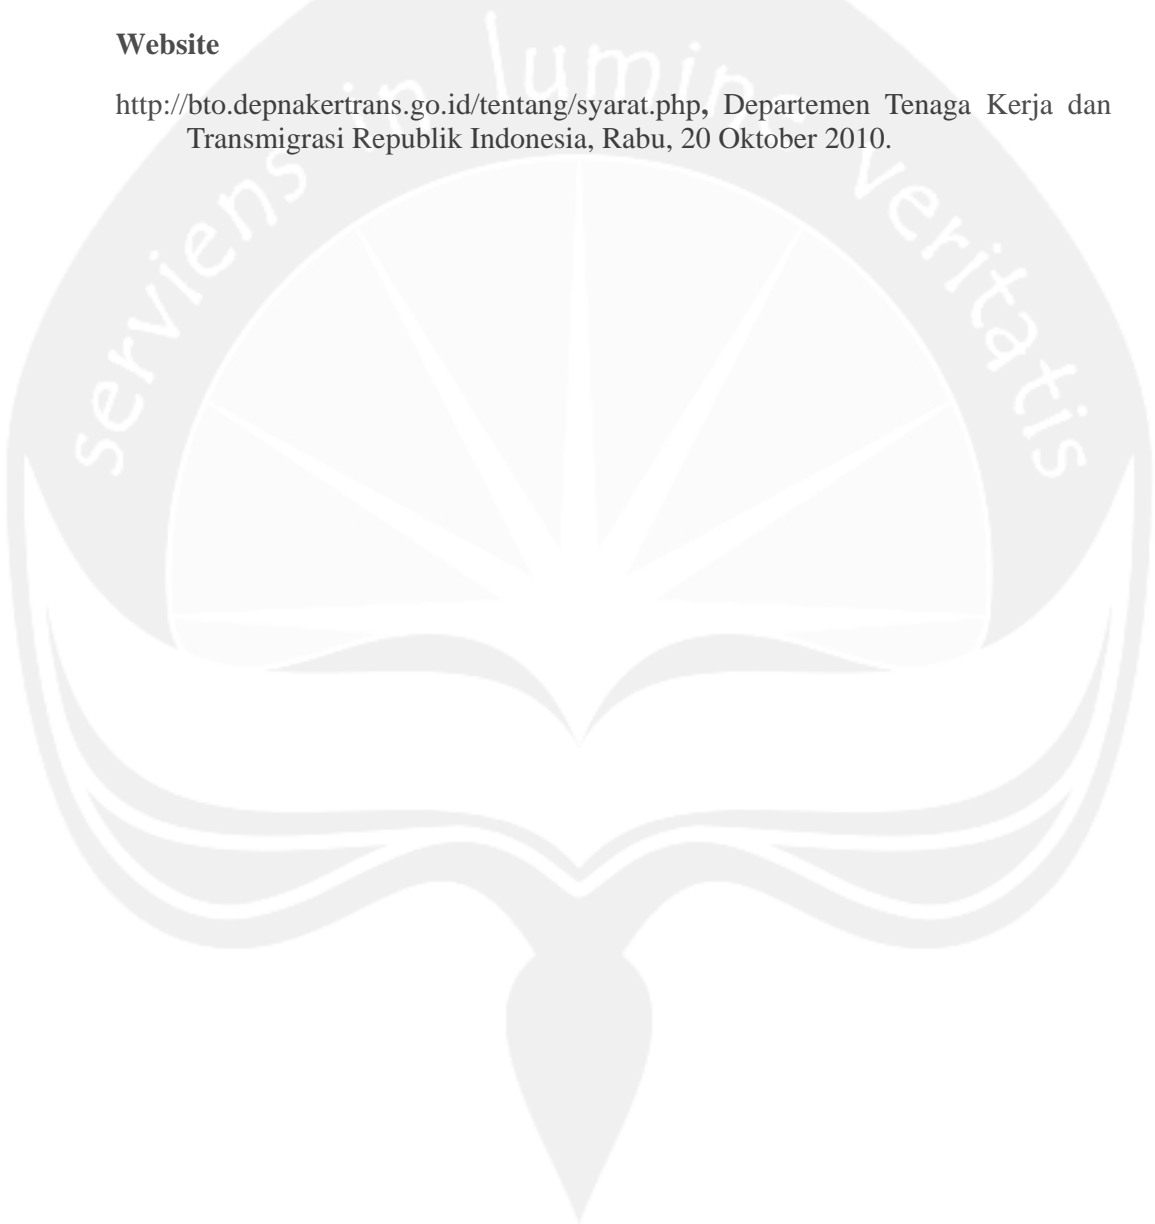 Website
http://bto.depnakertrans.go.id/tentang/syarat.php, Departemen Tenaga Kerja dan
Transmigrasi Republik Indonesia, Rabu, 20 Oktober 2010.
serviens in lumine veritatis